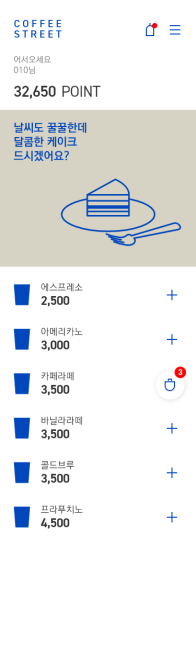 COFFEE
STREET
어서오세요
010님
32,650 POINT
날씨도 꿀꿀한데
달콤한 케이크
드시겠어요?
에스프레소
2,500
아메리카노
3,000
카페라떼
3,500
3
바닐라라떼
3,500
콜드브루
3,500
프라푸치노
4,500